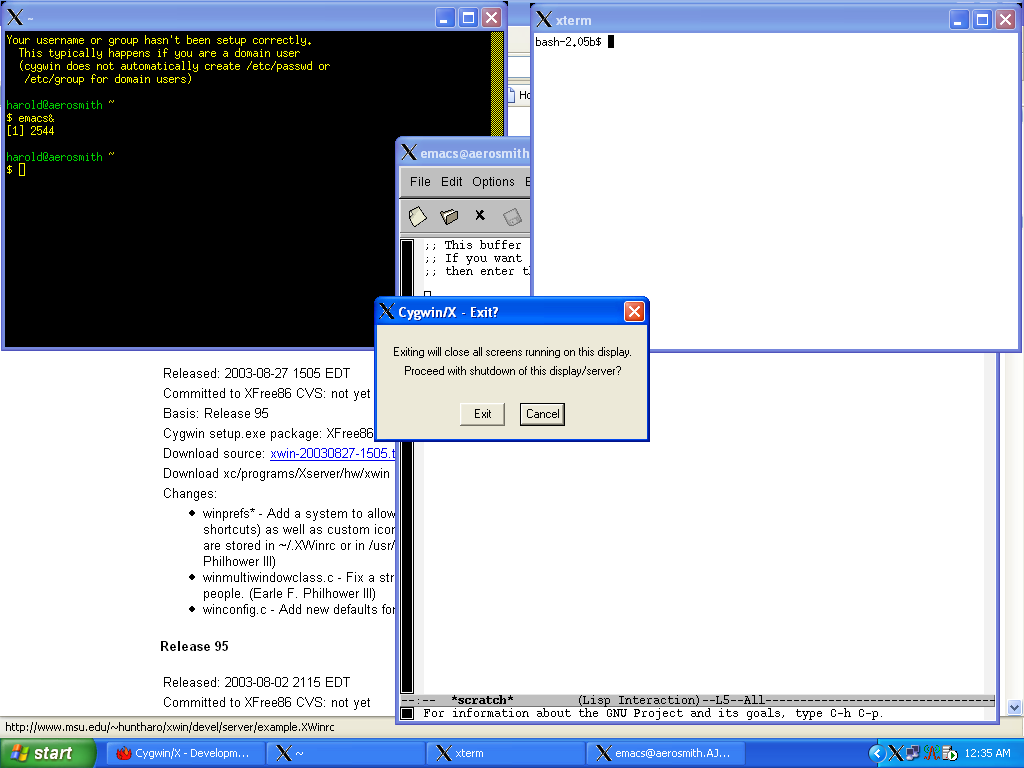 ~
Your username or group hasn't been setup correctly.
This typically happens if you are a domain user
(cygwin does not automatically create /etc/passwd or
/etc/group for domain users)
harold@aerosmith ~
$ emacs&
[1] 2544
harold@aerosmith ~
$
xterm
bash-2.05b$
Ho
emacs@aerosmith
File Edit Options E
;; This buffer
;; If you want
;; then enter th
Cygwin/X - Exit?
Exiting will close all screens running on this display.
Proceed with shutdown of this display/server?
Exit Cancel
Released: 2003-08-27 1505 EDT
Committed to XFree86 CVS: not yet
Basis: Release 95
Cygwin setup.exe package: XFree86
Download source: xwin-20030827-1505.t
Download xc/programs/Xserver/hw/xwin
Changes:
• winprefs* - Add a system to allow
shortcuts) as well as custom icon
are stored in ~/.XWinrc or in /usr/
Philhower III)
• winmultiwindowclass.c - Fix a str
people. (Earle F. Philhower III)
• winconfig.c - Add new defaults for
Release 95
Released: 2003-08-02 2115 EDT
Committed to XFree86 CVS: not yet
--:-- *scratch* (Lisp Interaction)--L5--All
For information about the GNU Project and its goals, type C-h C-p.
http://www.msu.edu/~huntharo/xwin/devel/server/example.XWinrc
start Cygwin/X - Developm... ~ xterm emacs@aerosmith.AJ... 12:35 AM